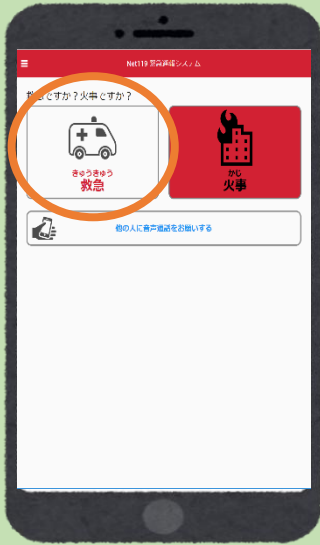 Net119 緊急通報システム
救急ですか？火事ですか？
きゅうきゅう
救急
かじ
火事
他の人に音声電話をお願いする